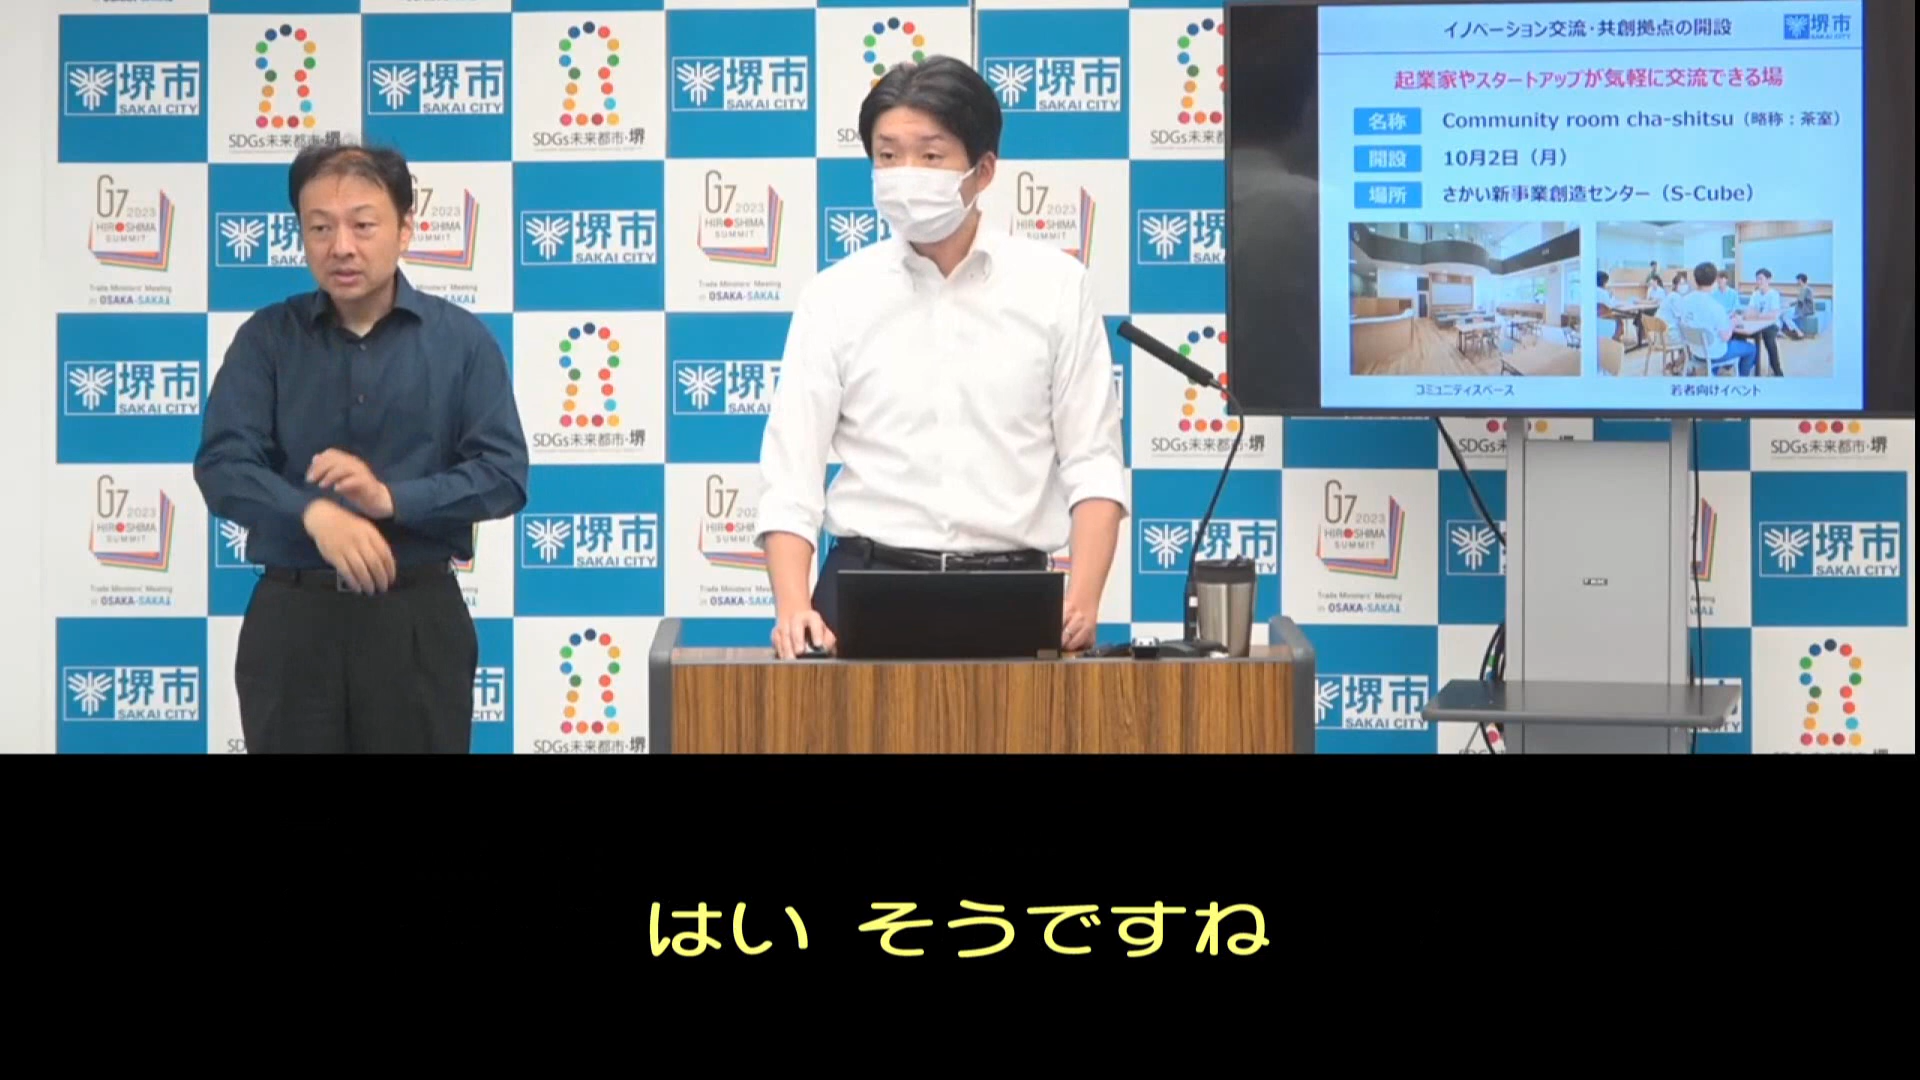 イノベーション交流・共創拠点の開設
堺市
起業家やスタートアップが気軽に交流できる場
名称 Community room cha-shitsu（略称：茶室）
開設 10月2日（月）
場所 さかい新事業創造センター（S-Cube）
コミュニティスペース
若者向けイベント
堺市
SAKAI CITY
SDGs未来都市・堺
G7 2023
HIROSHIMA
SUMMIT
Trade Ministers' Meeting
in OSAKA-SAKAI
はい そうですね